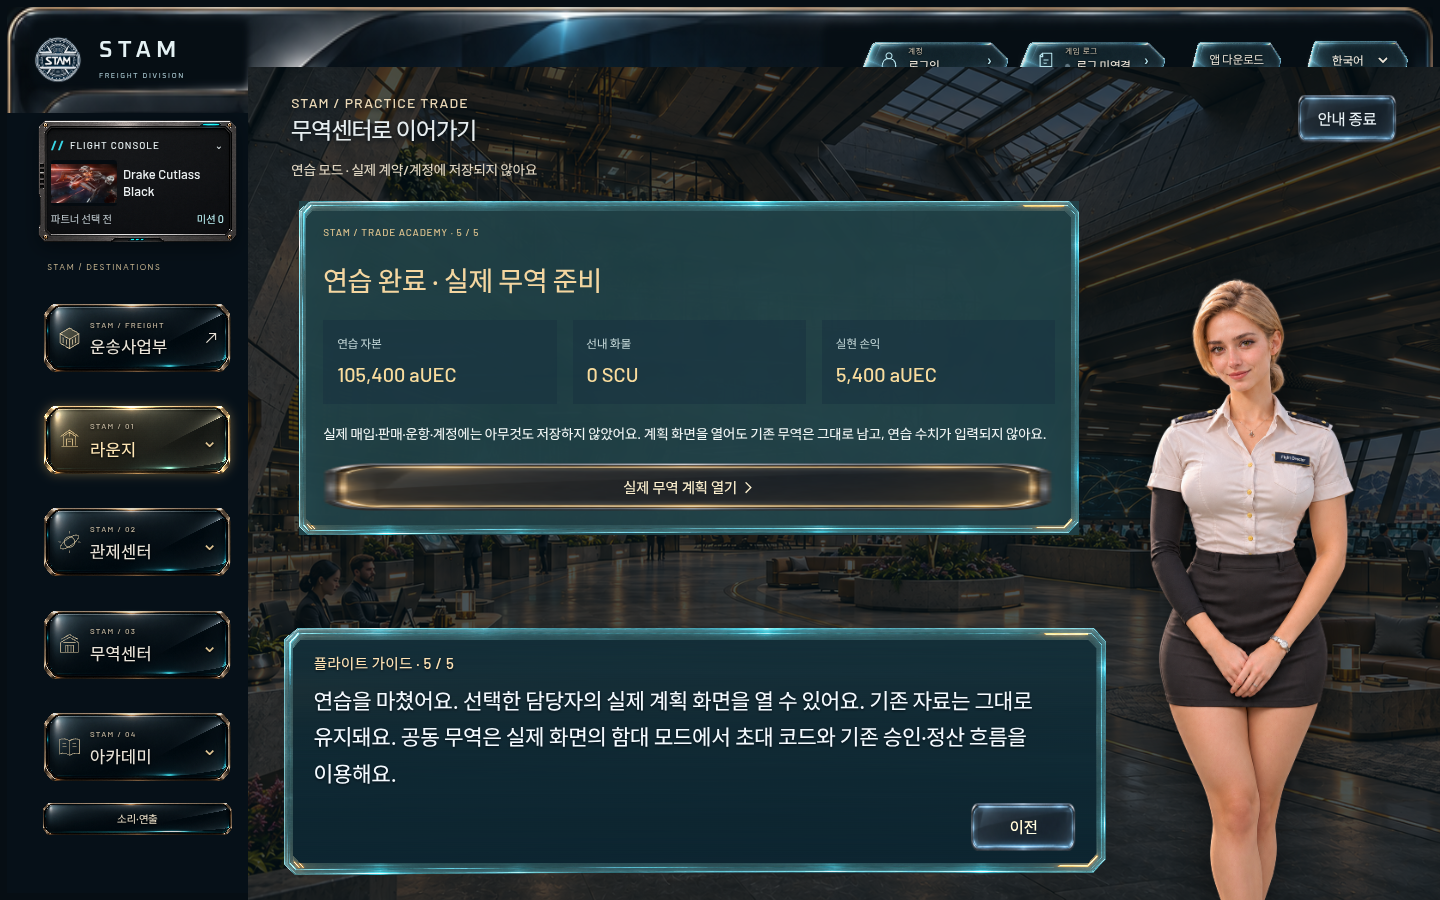 STAM
FREIGHT DIVISION
STAM
계정
로그인
게임 로그
로그 미연결
앱 다운로드
한국어
STAM / PRACTICE TRADE
무역센터로 이어가기
연습 모드 · 실제 계약/계정에 저장되지 않아요
안내 종료
// FLIGHT CONSOLE
Drake Cutlass
Black
파트너 선택 전
미션 0
STAM / DESTINATIONS
STAM / FREIGHT
운송사업부
STAM / 01
라운지
STAM / 02
관제센터
STAM / 03
무역센터
STAM / 04
아카데미
소리·연출
STAM / TRADE ACADEMY · 5 / 5
연습 완료 · 실제 무역 준비
연습 자본
105,400 aUEC
선내 화물
0 SCU
실현 손익
5,400 aUEC
실제 매입·판매·운항·계정에는 아무것도 저장하지 않았어요. 계획 화면을 열어도 기존 무역은 그대로 남고, 연습 수치가 입력되지 않아요.
실제 무역 계획 열기
Flight Director
플라이트 가이드 · 5 / 5
연습을 마쳤어요. 선택한 담당자의 실제 계획 화면을 열 수 있어요. 기존 자료는 그대로
유지돼요. 공동 무역은 실제 화면의 함대 모드에서 초대 코드와 기존 승인·정산 흐름을
이용해요.
이전